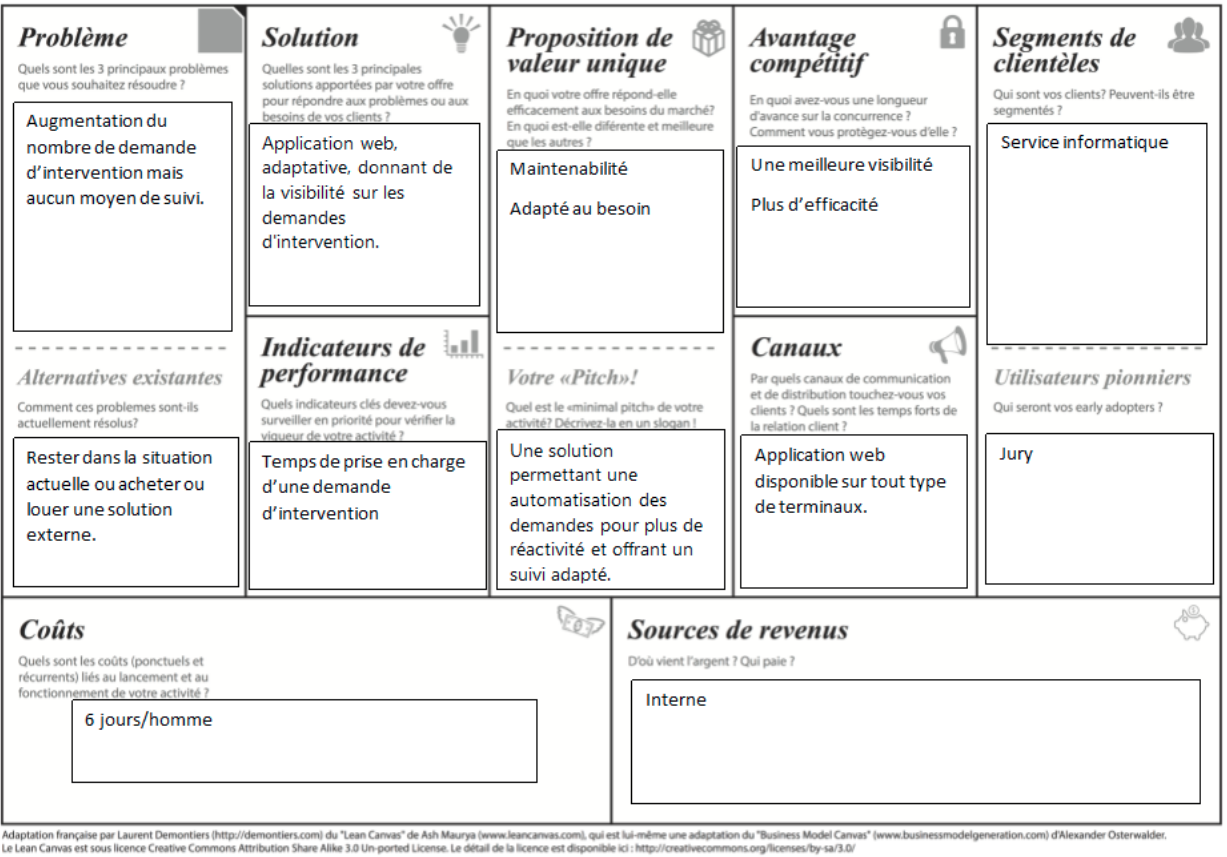 Problème
Quels sont les 3 principaux problèmes
que vous souhaitez résoudre ?
Augmentation du
nombre de demande
d’intervention mais
aucun moyen de suivi.
Alternatives existantes
Comment ces problemes sont-ils
actuellement résolus?
Rester dans la situation
actuelle ou acheter ou
louer une solution
externe.
Solution
Quelles sont les 3 principales
solutions apportées par votre offre
pour répondre aux problèmes ou aux
besoins de vos clients ?
Application web,
adaptative, donnant de
la visibilité sur les
demandes
d'intervention.
Indicateurs de
performance
Quels indicateurs clés devez-vous
surveiller en priorité pour vérifier la
vigueur de votre activité ?
Temps de prise en charge
d’une demande
d’intervention
Proposition de
valeur unique
En quoi votre offre répond-elle
efficacement aux besoins du marché?
En quoi est-elle diférente et meilleure
que les autres ?
Maintenabilité
Adapté au besoin
Votre «Pitch»!
Quel est le «minimal pitch» de votre
activité? Décrivez-la en un slogan !
Une solution
permettant une
automatisation des
demandes pour plus de
réactivité et offrant un
suivi adapté.
Avantage
compétitif
En quoi avez-vous une longueur
d'avance sur la concurrence ?
Comment vous protègez-vous d'elle ?
Une meilleure visibilité
Plus d’efficacité
Canaux
Par quels canaux de communication
et de distribution touchez-vous vos
clients ? Quels sont les temps forts de
la relation client ?
Application web
disponible sur tout type
de terminaux.
Segments de
clientèles
Qui sont vos clients? Peuvent-ils être
segmentés ?
Service informatique
Utilisateurs pionniers
Qui seront vos early adopters ?
Jury
Coûts
Quels sont les coûts (ponctuels et
récurrents) liés au lancement et au
fonctionnement de votre activité ?
6 jours/homme
Sources de revenus
D'où vient l'argent ? Qui paie ?
Interne
Adaptation française par Laurent Demontiers (http://demontiers.com) du "Lean Canvas" de Ash Maurya (www.leancanvas.com), qui est lui-même une adaptation du "Business Model Canvas" (www.businessmodelgeneration.com) d'Alexander Osterwalder.
Le Lean Canvas est sous licence Creative Commons Attribution Share Alike 3.0 Un-ported License. Le détail de la licence est disponible ici : http://creativecommons.org/licenses/by-sa/3.0/